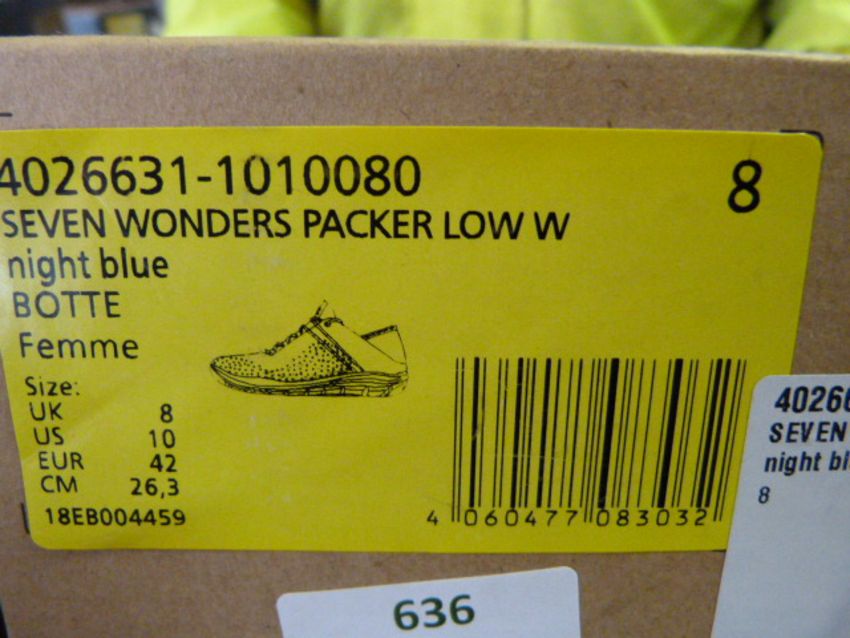 4026631-1010080
8
SEVEN WONDERS PACKER LOW W
night blue
BOTTE
Femme
Size:
UK 8
US 10
EUR 42
CM 26,3
18EB004459
4 060477 083032
4026
SEVEN
night bl
8
636